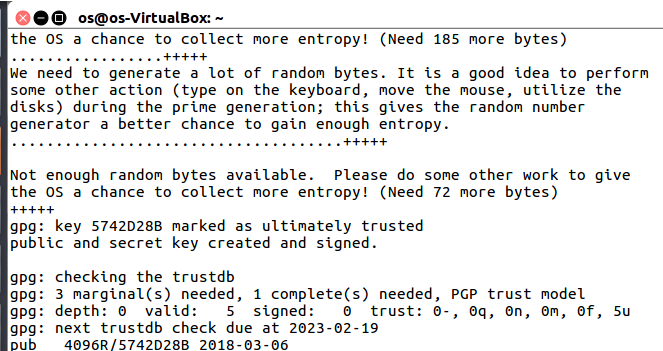 os@os-VirtualBox: ~
the OS a chance to collect more entropy! (Need 185 more bytes)
.................+++++
We need to generate a lot of random bytes. It is a good idea to perform
some other action (type on the keyboard, move the mouse, utilize the
disks) during the prime generation; this gives the random number
generator a better chance to gain enough entropy.
.....................................+++++
Not enough random bytes available.  Please do some other work to give
the OS a chance to collect more entropy! (Need 72 more bytes)
+++++
gpg: key 5742D28B marked as ultimately trusted
public and secret key created and signed.
gpg: checking the trustdb
gpg: 3 marginal(s) needed, 1 complete(s) needed, PGP trust model
gpg: depth: 0  valid:   5  signed:   0  trust: 0-, 0q, 0n, 0m, 0f, 5u
gpg: next trustdb check due at 2023-02-19
pub   4096R/5742D28B 2018-03-06